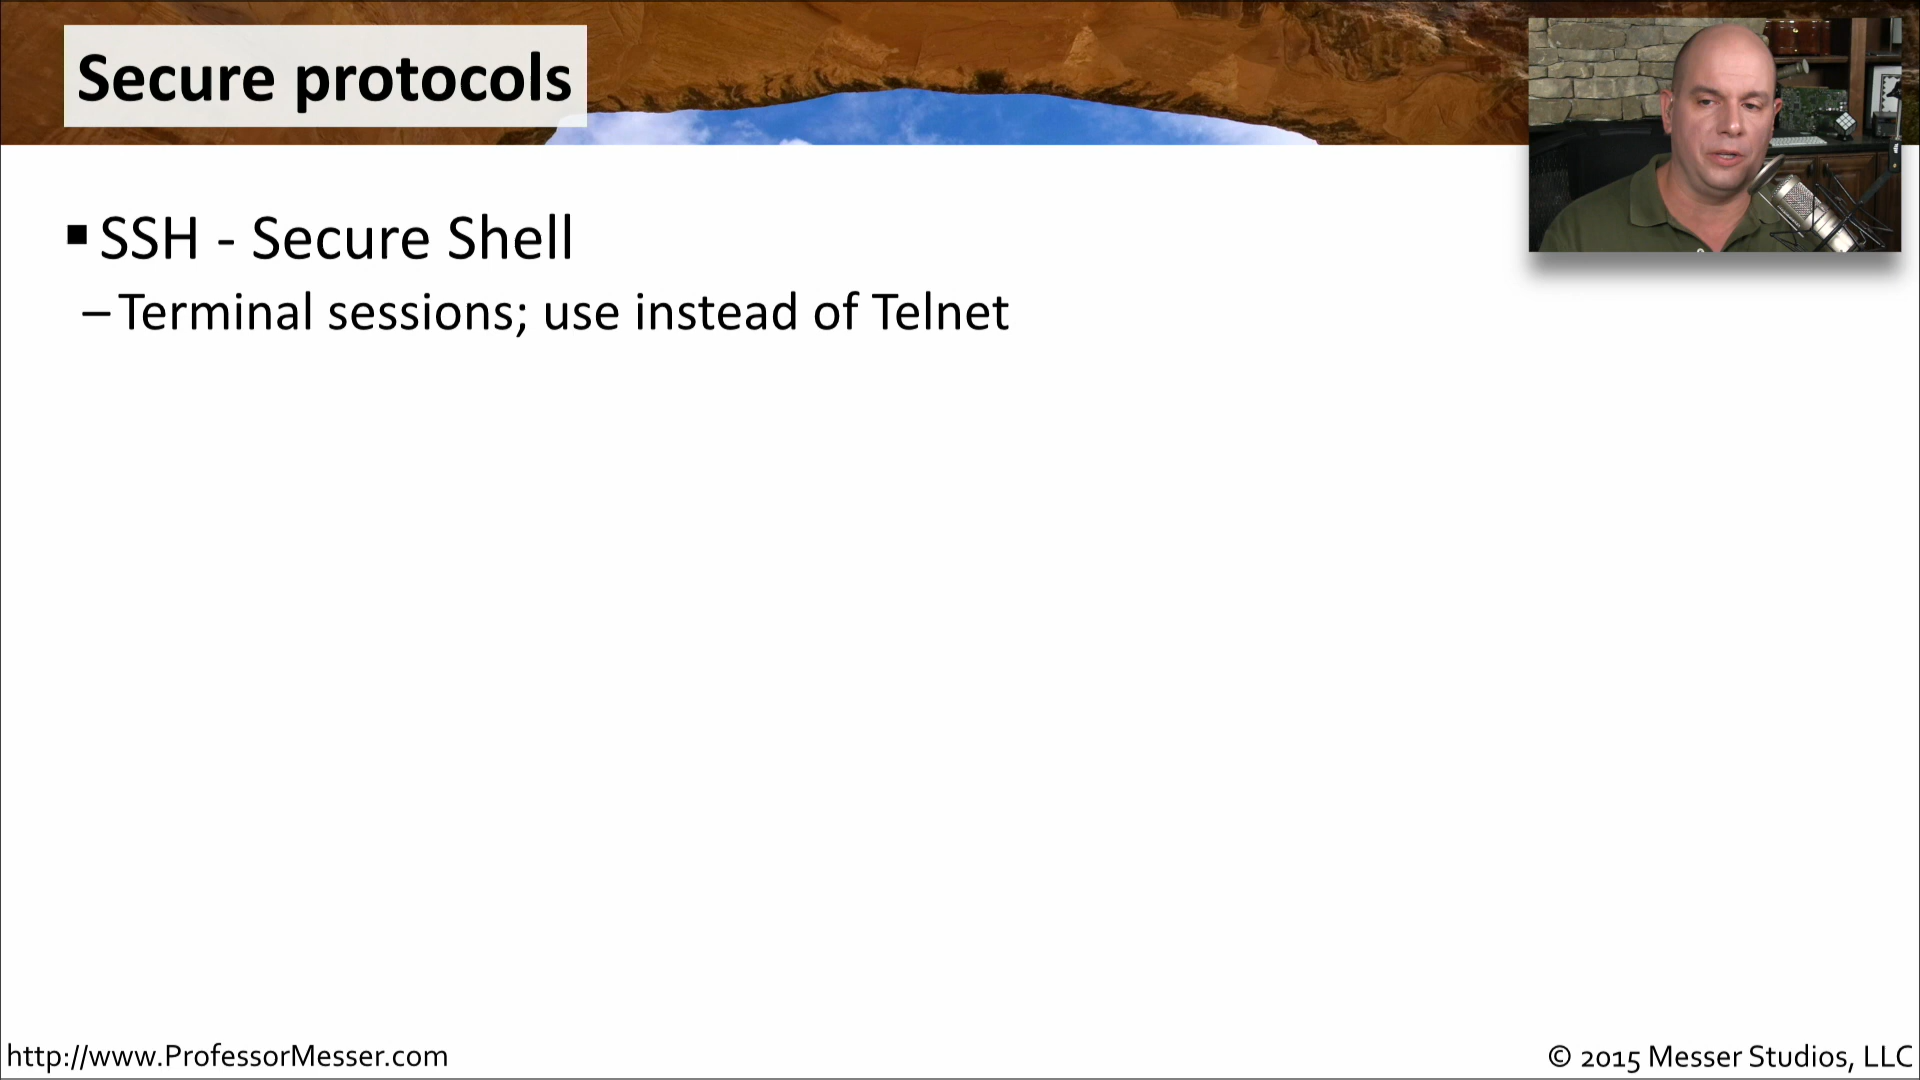 Secure protocols
▪ SSH - Secure Shell
– Terminal sessions; use instead of Telnet
http://www.ProfessorMesser.com
© 2015 Messer Studios, LLC